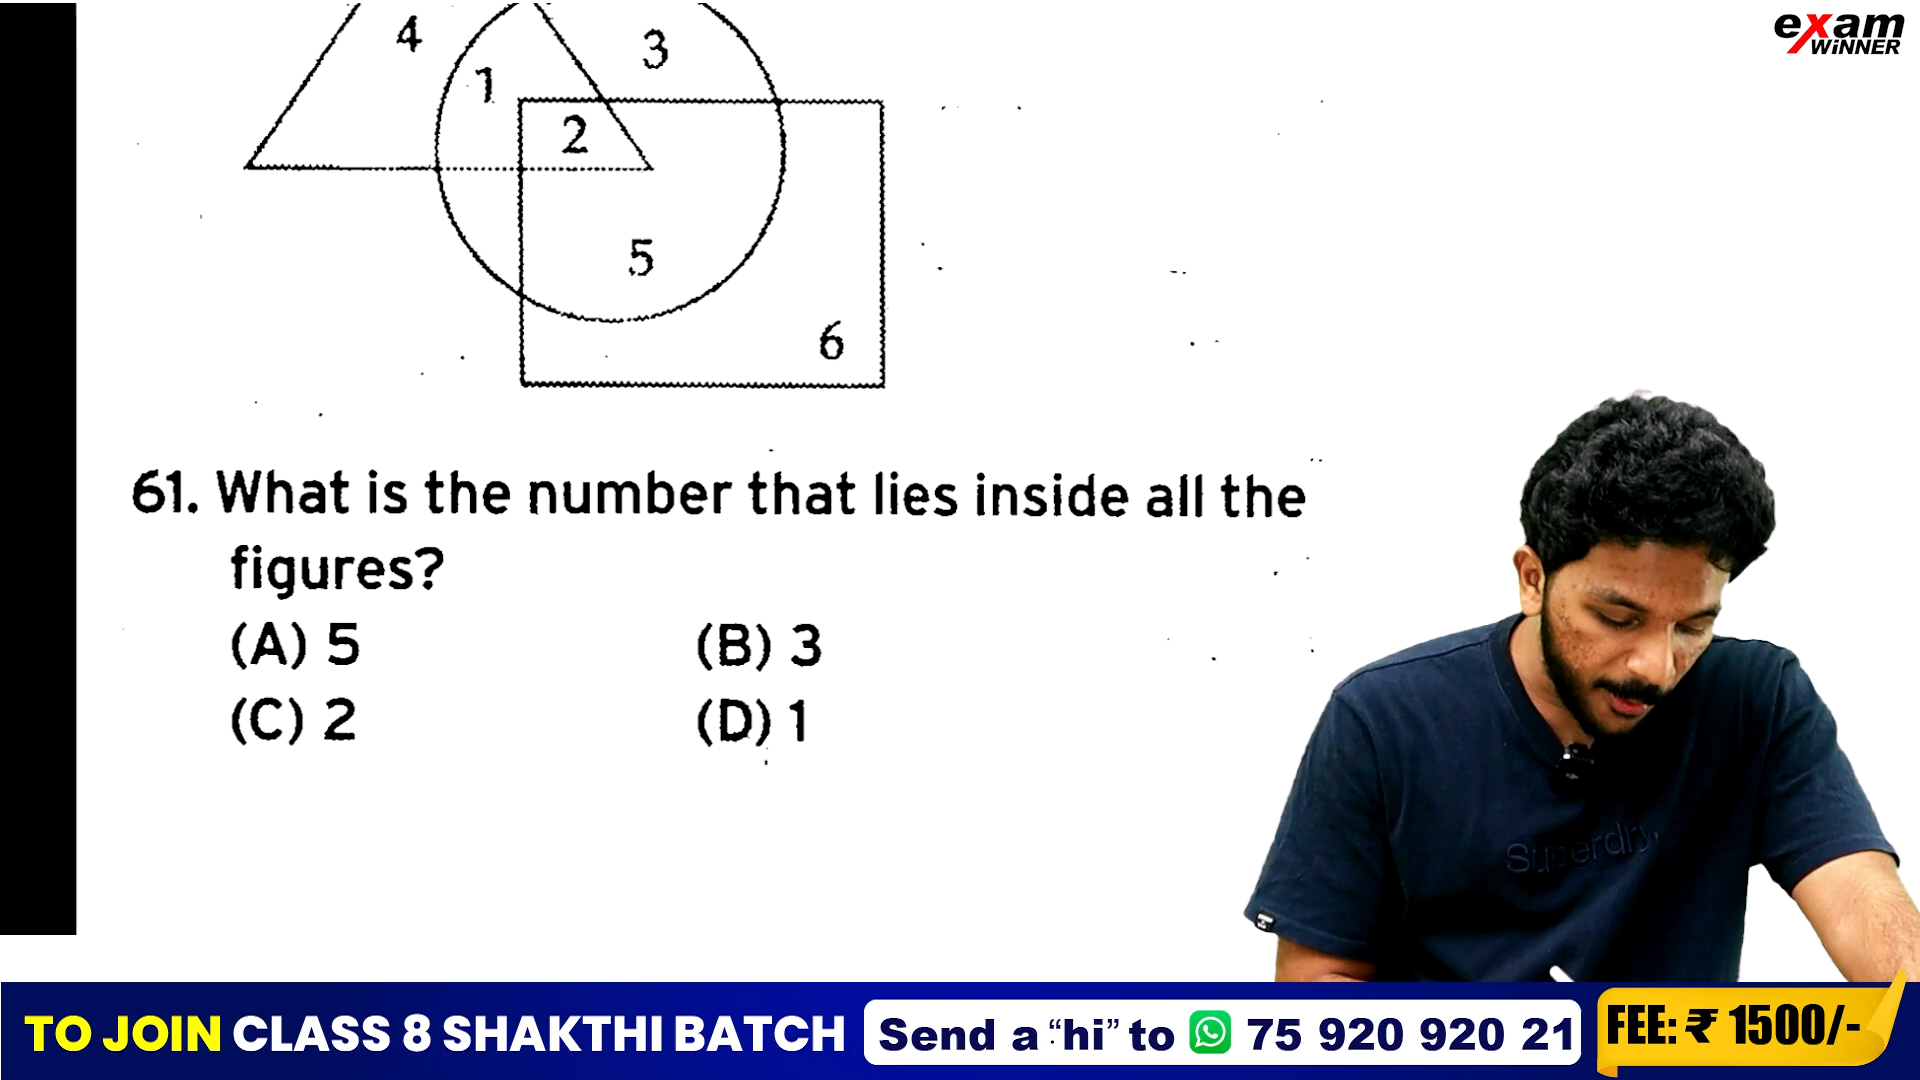 exam
WiNNER
4
3
1
2
5
6
61. What is the number that lies inside all the
figures?
(A) 5
(B) 3
(C) 2
(D) 1
Superdry
TO JOIN CLASS 8 SHAKTHI BATCH
Send a “hi” to 75 920 920 21
FEE: ₹ 1500/-